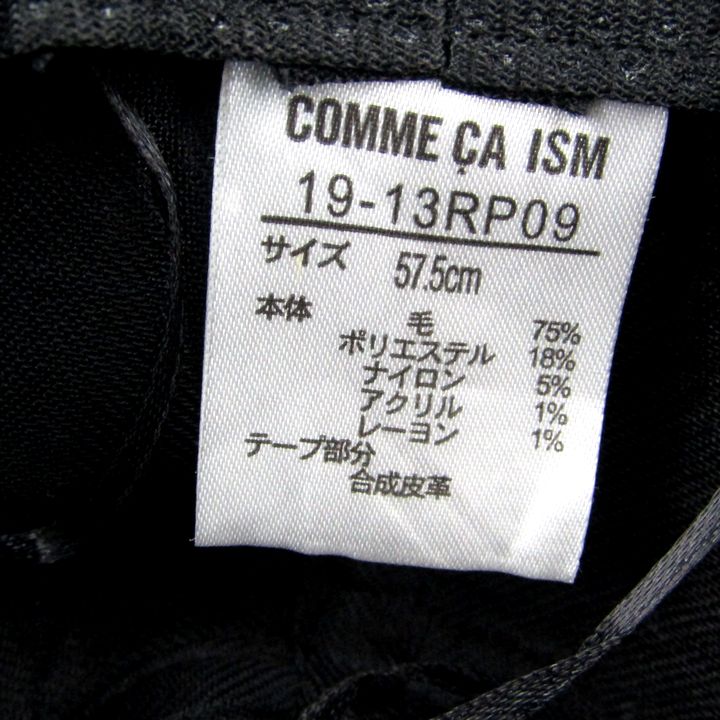 COMME ÇA ISM
19-13RP09
サイズ 57.5cm
本体 毛 75%
ポリエステル 18%
ナイロン 5%
アクリル 1%
レーヨン 1%
テープ部分
合成皮革